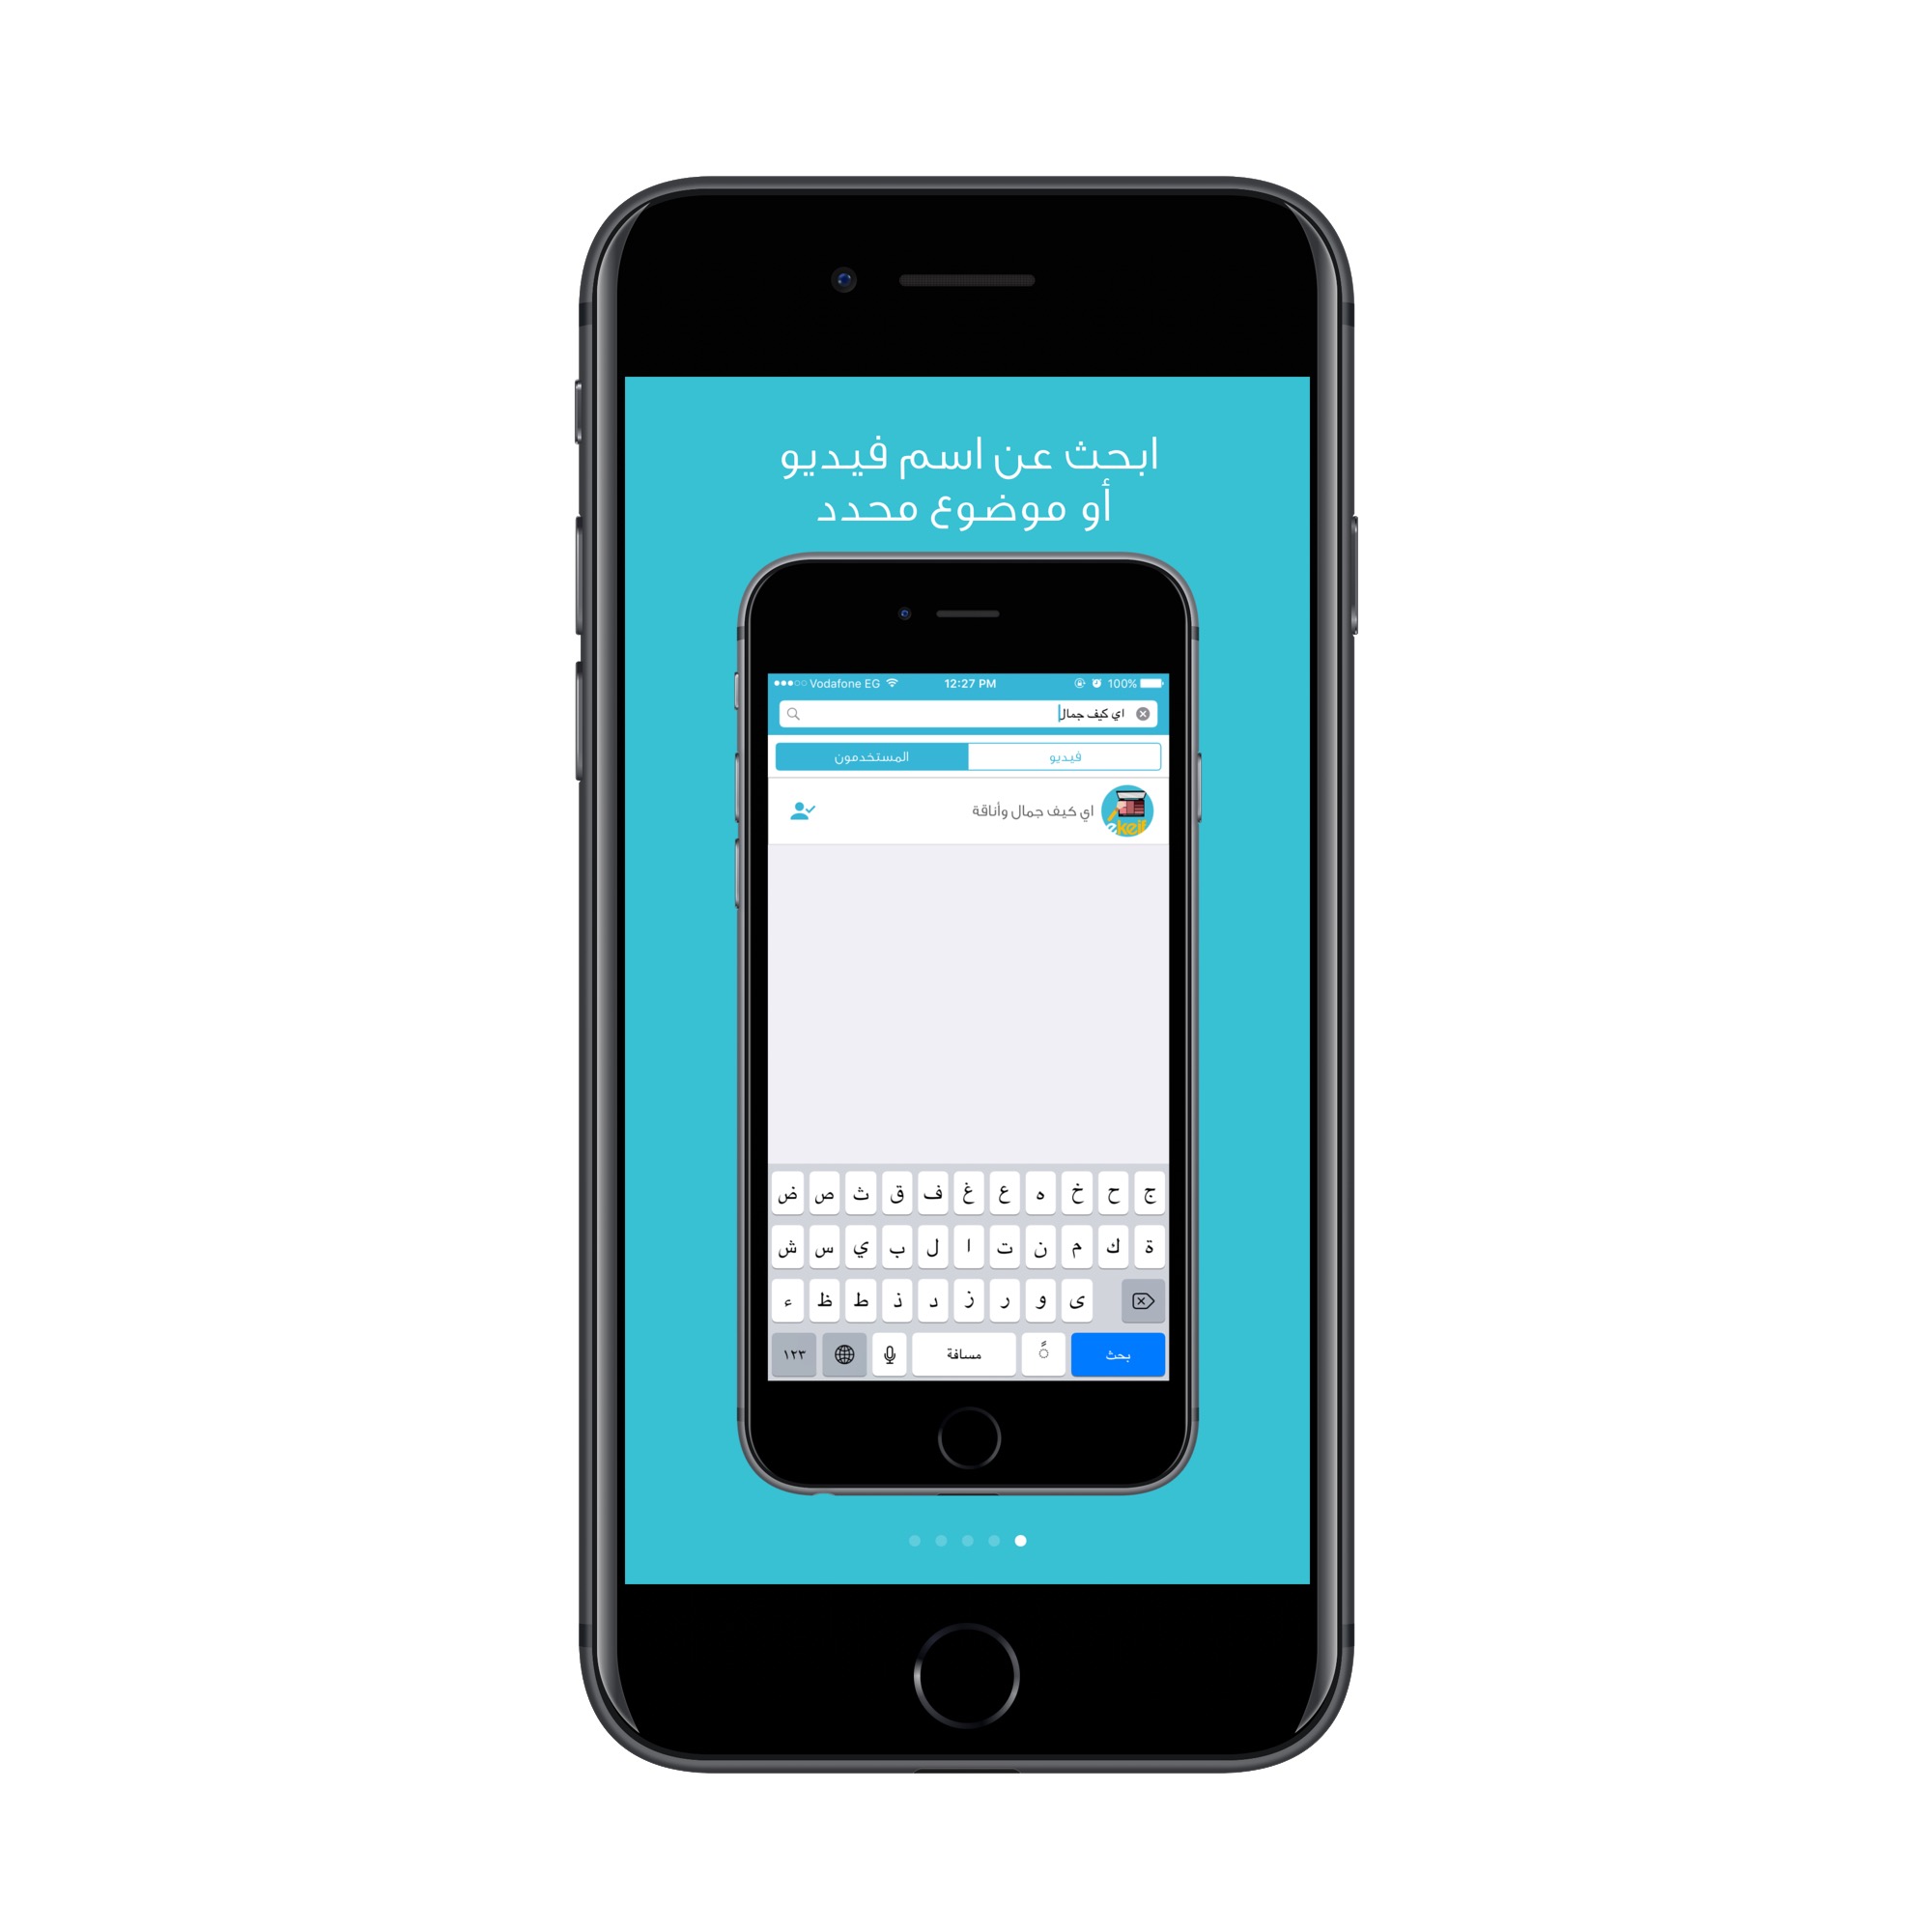 ابحث عن اسم فيديو
أو موضوع محدد
Vodafone EG 12:27 PM 100%
اي كيف جمال
فيديو المستخدمون
اي كيف جمال وأناقة
ekeif
ض ص ث ق ف غ ع ه خ ح ج
ش س ي ب ل ا ت ن م ك ة
ء ظ ط ذ د ز ر و ى
١٢٣ مسافة بحث